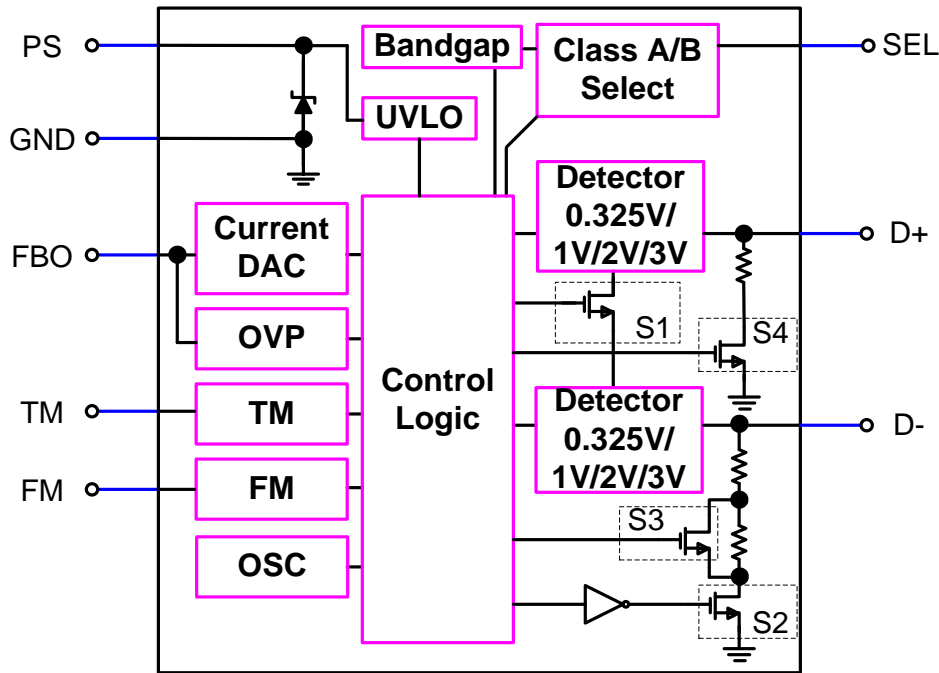 PS
GND
FBO
TM
FM
Bandgap
UVLO
Class A/B
Select
SEL
Current
DAC
OVP
TM
FM
OSC
Control
Logic
Detector
0.325V/
1V/2V/3V
S1
S4
D+
Detector
0.325V/
1V/2V/3V
D-
S3
S2